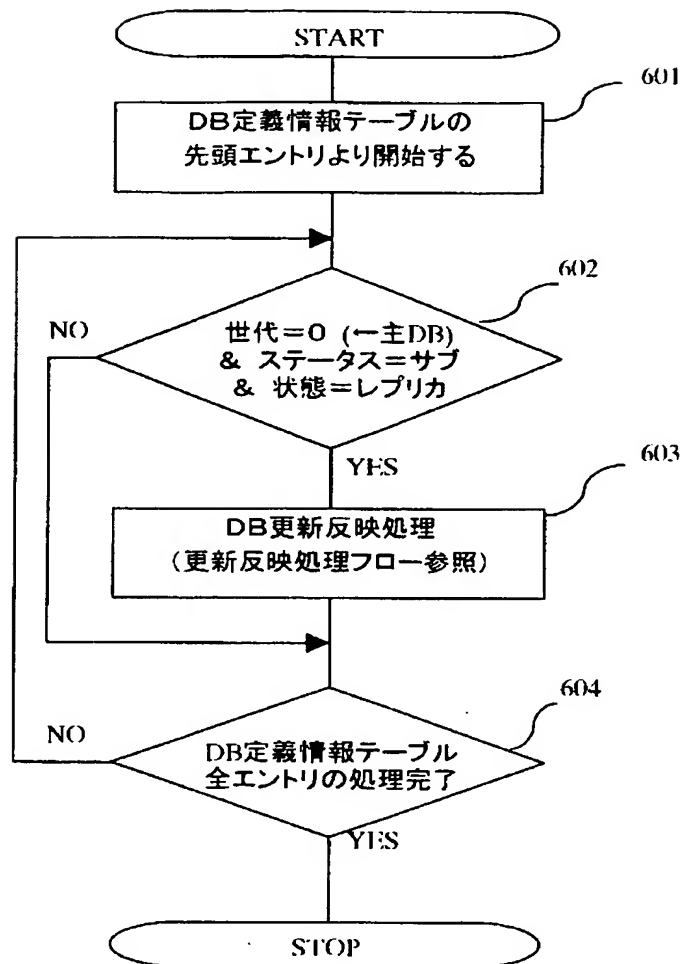 START
601
DB定義情報テーブルの
先頭エントリより開始する
602
NO
世代=0 (←主DB)
& ステータス=サブ
& 状態=レプリカ
YES
603
DB更新反映処理
(更新反映処理フロー参照)
604
NO
DB定義情報テーブル
全エントリの処理完了
YES
STOP